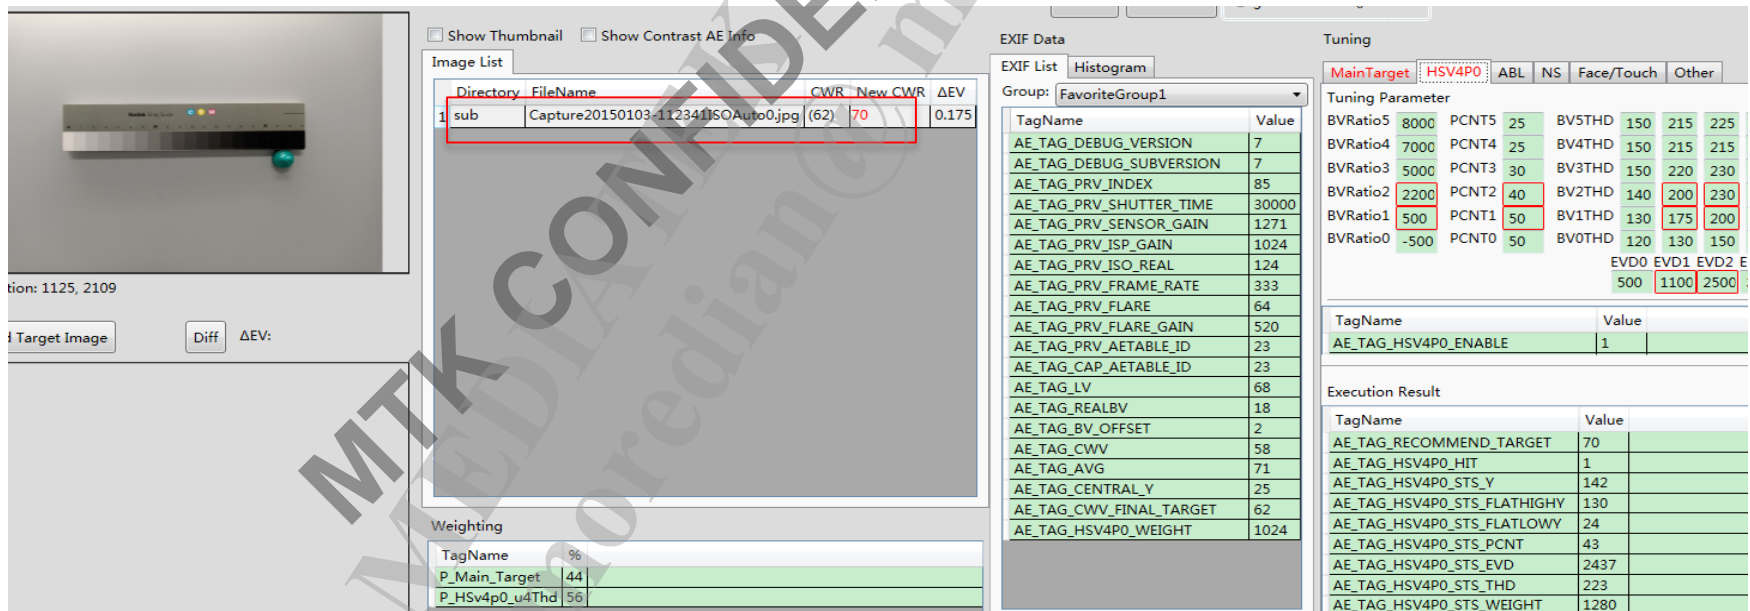 Show Thumbnail Show Contrast AE Info
Image List
Directory FileName CWR New CWR ΔEV
1 sub Capture20150103-112341ISOAuto0.jpg (62) 70 0.175
tion: 1125, 2109
Target Image Diff ΔEV:
Weighting
TagName %
P_Main_Target 44
P_HSv4p0_u4Thd 56
EXIF Data
EXIF List Histogram
Group: FavoriteGroup1
TagName Value
AE_TAG_DEBUG_VERSION 7
AE_TAG_DEBUG_SUBVERSION 7
AE_TAG_PRV_INDEX 85
AE_TAG_PRV_SHUTTER_TIME 30000
AE_TAG_PRV_SENSOR_GAIN 1271
AE_TAG_PRV_ISP_GAIN 1024
AE_TAG_PRV_ISO_REAL 124
AE_TAG_PRV_FRAME_RATE 333
AE_TAG_PRV_FLARE 64
AE_TAG_PRV_FLARE_GAIN 520
AE_TAG_PRV_AETABLE_ID 23
AE_TAG_CAP_AETABLE_ID 23
AE_TAG_LV 68
AE_TAG_REALBV 18
AE_TAG_BV_OFFSET 2
AE_TAG_CWV 58
AE_TAG_AVG 71
AE_TAG_CENTRAL_Y 25
AE_TAG_CWV_FINAL_TARGET 62
AE_TAG_HSV4P0_WEIGHT 1024
Tuning
MainTarget HSV4P0 ABL NS Face/Touch Other
Tuning Parameter
BVRatio5 8000 PCNT5 25 BV5THD 150 215 225
BVRatio4 7000 PCNT4 25 BV4THD 150 215 215
BVRatio3 5000 PCNT3 30 BV3THD 150 220 230
BVRatio2 2200 PCNT2 40 BV2THD 140 200 230
BVRatio1 500 PCNT1 50 BV1THD 130 175 200
BVRatio0 -500 PCNT0 50 BV0THD 120 130 150
EVD0 EVD1 EVD2 E
500 1100 2500
TagName Value
AE_TAG_HSV4P0_ENABLE 1
Execution Result
TagName Value
AE_TAG_RECOMMEND_TARGET 70
AE_TAG_HSV4P0_HIT 1
AE_TAG_HSV4P0_STS_Y 142
AE_TAG_HSV4P0_STS_FLATHIGHY 130
AE_TAG_HSV4P0_STS_FLATLOWY 24
AE_TAG_HSV4P0_STS_PCNT 43
AE_TAG_HSV4P0_STS_EVD 2437
AE_TAG_HSV4P0_STS_THD 223
AE_TAG_HSV4P0_STS_WEIGHT 1280
MTK CONFIDE
moredian@m